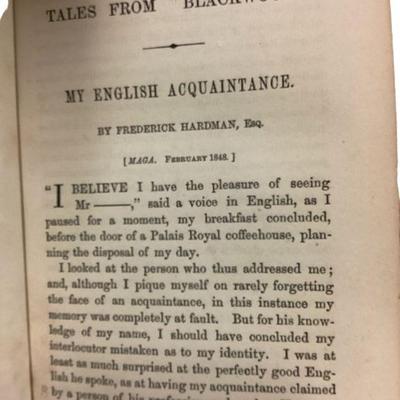 TALES FROM "BLACKWOO
MY ENGLISH ACQUAINTANCE.
BY FREDERICK HARDMAN, Esq.
[MAGA. FEBRUARY 1848.]
"I BELIEVE I have the pleasure of seeing
Mr ———," said a voice in English, as I
paused for a moment, my breakfast concluded,
before the door of a Palais Royal coffeehouse, plan-
ning the disposal of my day.
I looked at the person who thus addressed me;
and, although I pique myself on rarely forgetting
the face of an acquaintance, in this instance my
memory was completely at fault. But for his know-
ledge of my name, I should have concluded my
interlocutor mistaken as to my identity. I was at
least as much surprised at the perfectly good Eng-
lish he spoke, as at having my acquaintance claimed
by a person of his